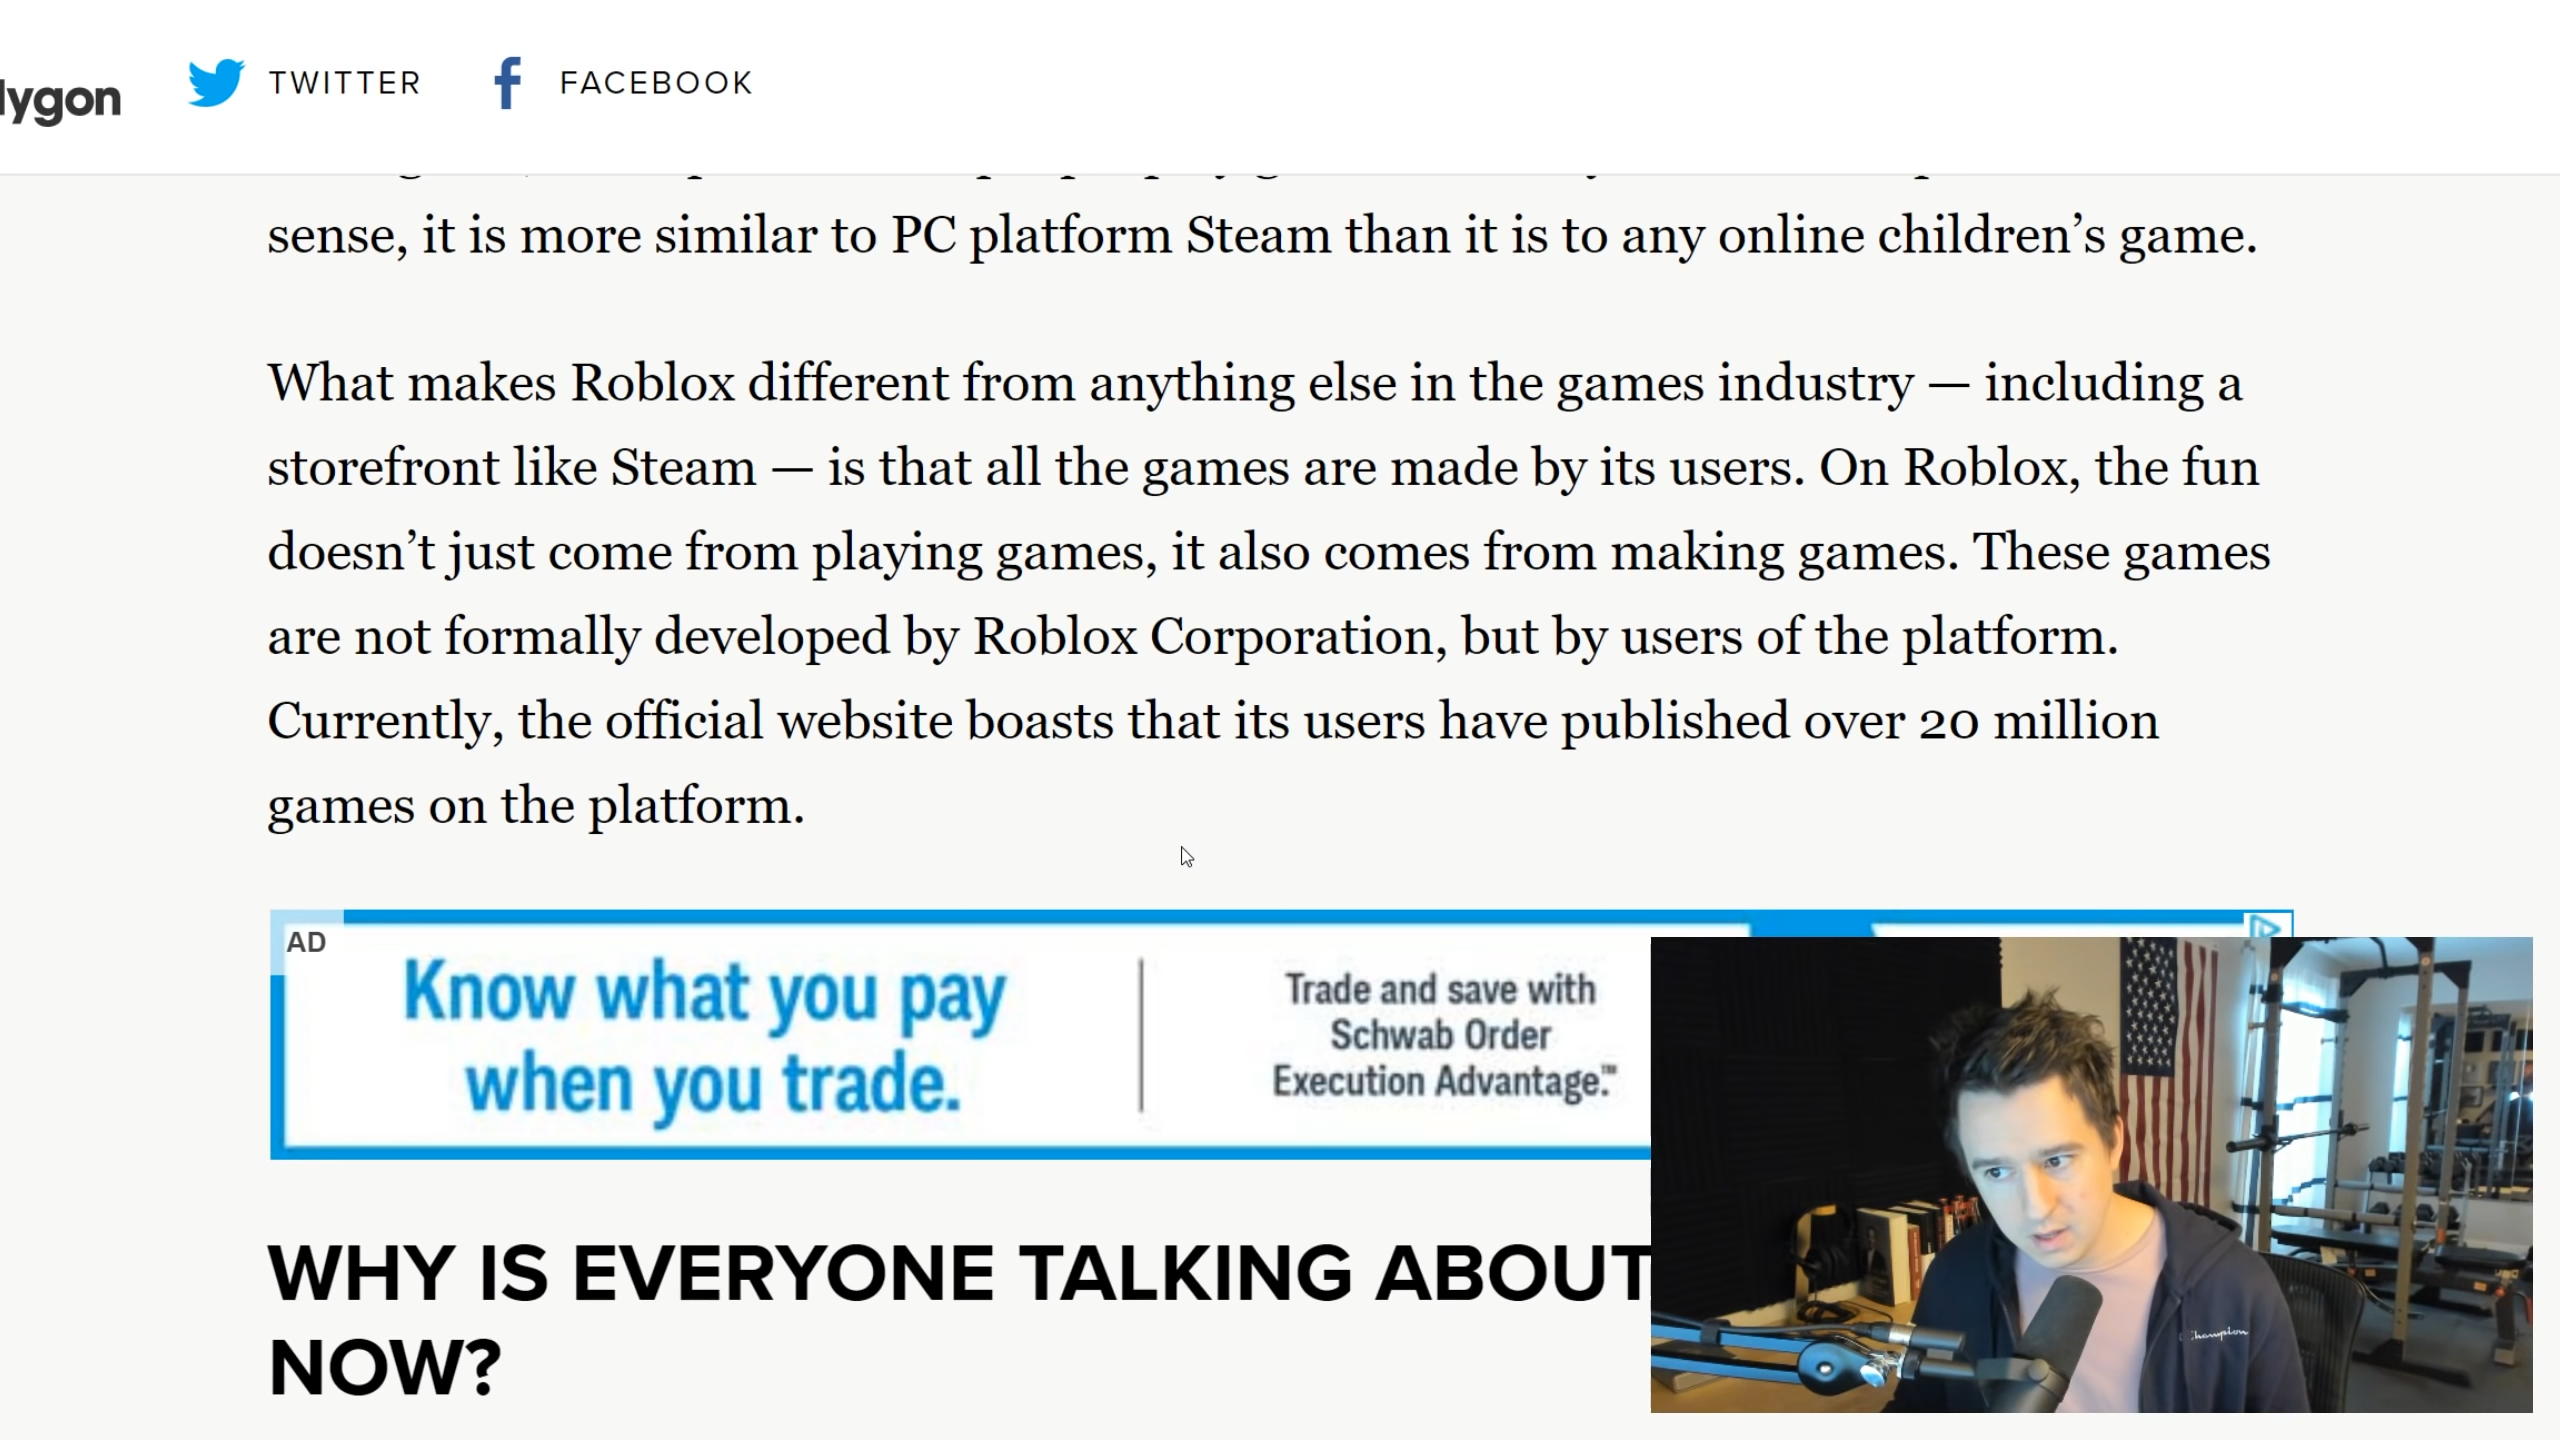 lygon
TWITTER
FACEBOOK
sense, it is more similar to PC platform Steam than it is to any online children’s game.
What makes Roblox different from anything else in the games industry — including a
storefront like Steam — is that all the games are made by its users. On Roblox, the fun
doesn’t just come from playing games, it also comes from making games. These games
are not formally developed by Roblox Corporation, but by users of the platform.
Currently, the official website boasts that its users have published over 20 million
games on the platform.
AD
Know what you pay
when you trade.
Trade and save with
Schwab Order
Execution Advantage.™
WHY IS EVERYONE TALKING ABOUT
NOW?
Champion